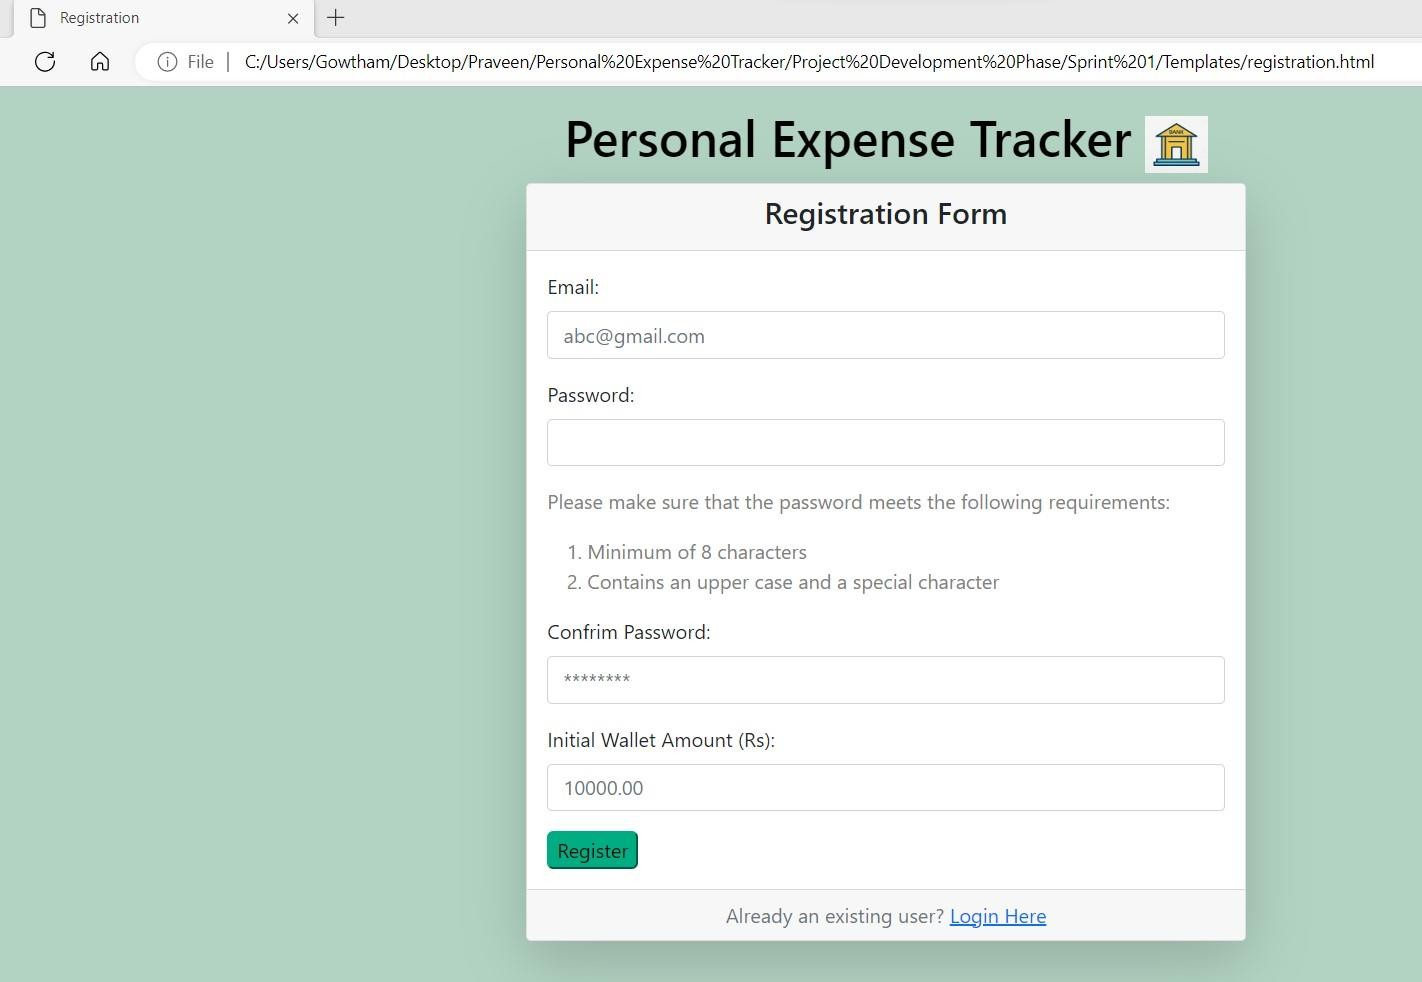 Registration
File
C:/Users/Gowtham/Desktop/Praveen/Personal%20Expense%20Tracker/Project%20Development%20Phase/Sprint%201/Templates/registration.html
Personal Expense Tracker
BANK
Registration Form
Email:
abc@gmail.com
Password:
Please make sure that the password meets the following requirements:
1. Minimum of 8 characters
2. Contains an upper case and a special character
Confrim Password:
********
Initial Wallet Amount (Rs):
10000.00
Register
Already an existing user? Login Here